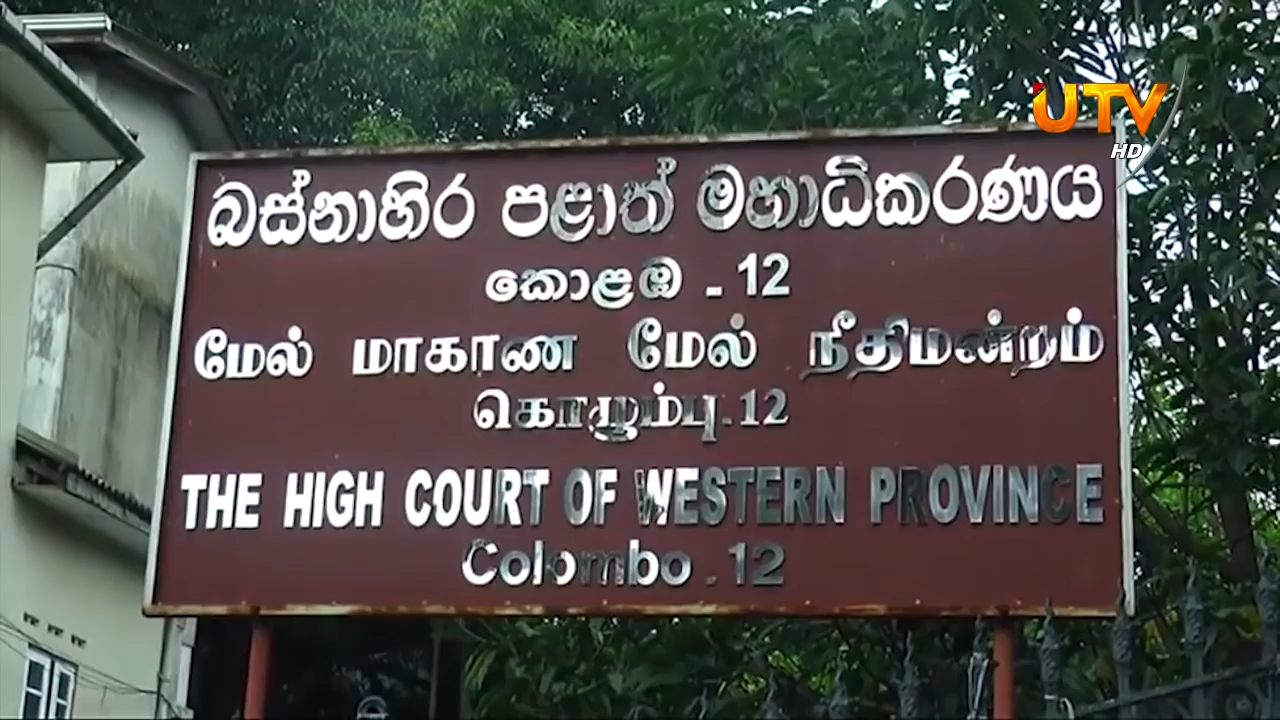 UTV
HD
බස්නාහිර පළාත් මහාධිකරණය
කොළඹ - 12
மேல் மாகாண மேல் நீதிமன்றம்
கொழும்பு.12
THE HIGH COURT OF WESTERN PROVINCE
Colombo . 12